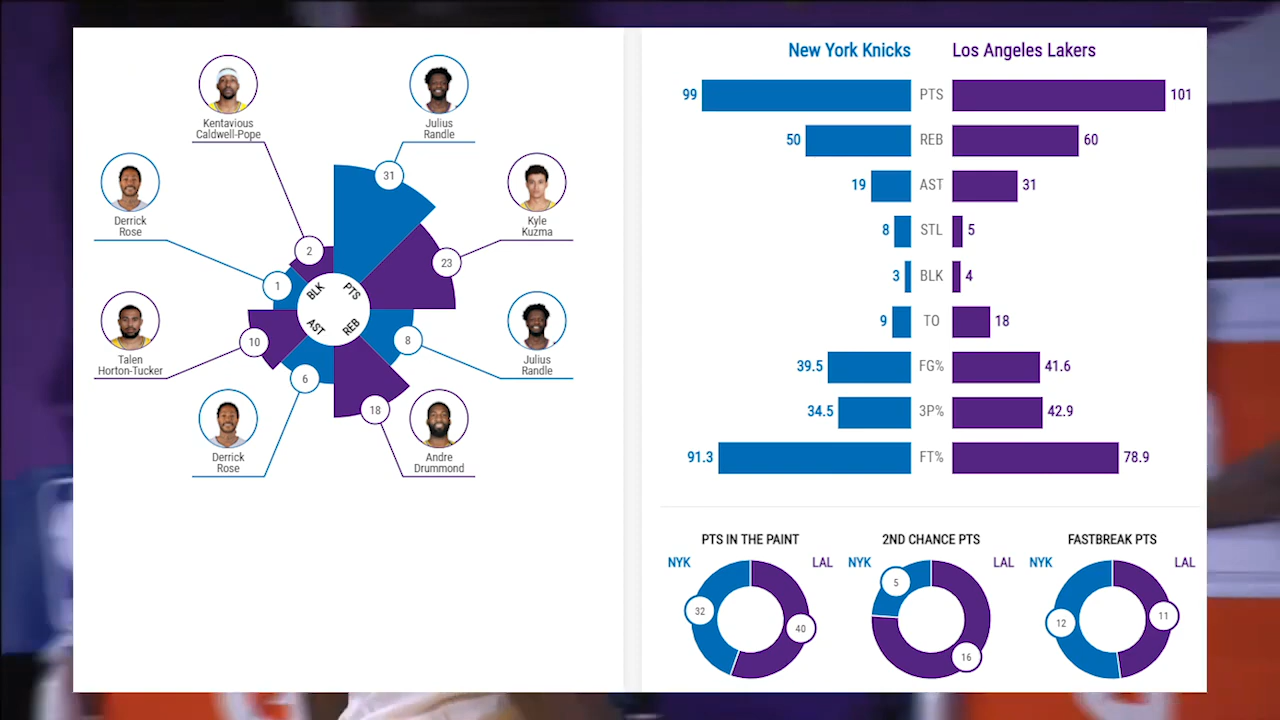 Kentavious
Caldwell-Pope
Julius
Randle
31
Derrick
Rose
Kyle
Kuzma
2
23
1
BLK
PTS
AST
REB
Talen
Horton-Tucker
10
8
Julius
Randle
6
18
Derrick
Rose
Andre
Drummond
New York Knicks Los Angeles Lakers
99 PTS 101
50 REB 60
19 AST 31
8 STL 5
3 BLK 4
9 TO 18
39.5 FG% 41.6
34.5 3P% 42.9
91.3 FT% 78.9
PTS IN THE PAINT
NYK LAL
32 40
2ND CHANCE PTS
NYK LAL
5 16
FASTBREAK PTS
NYK LAL
12 11